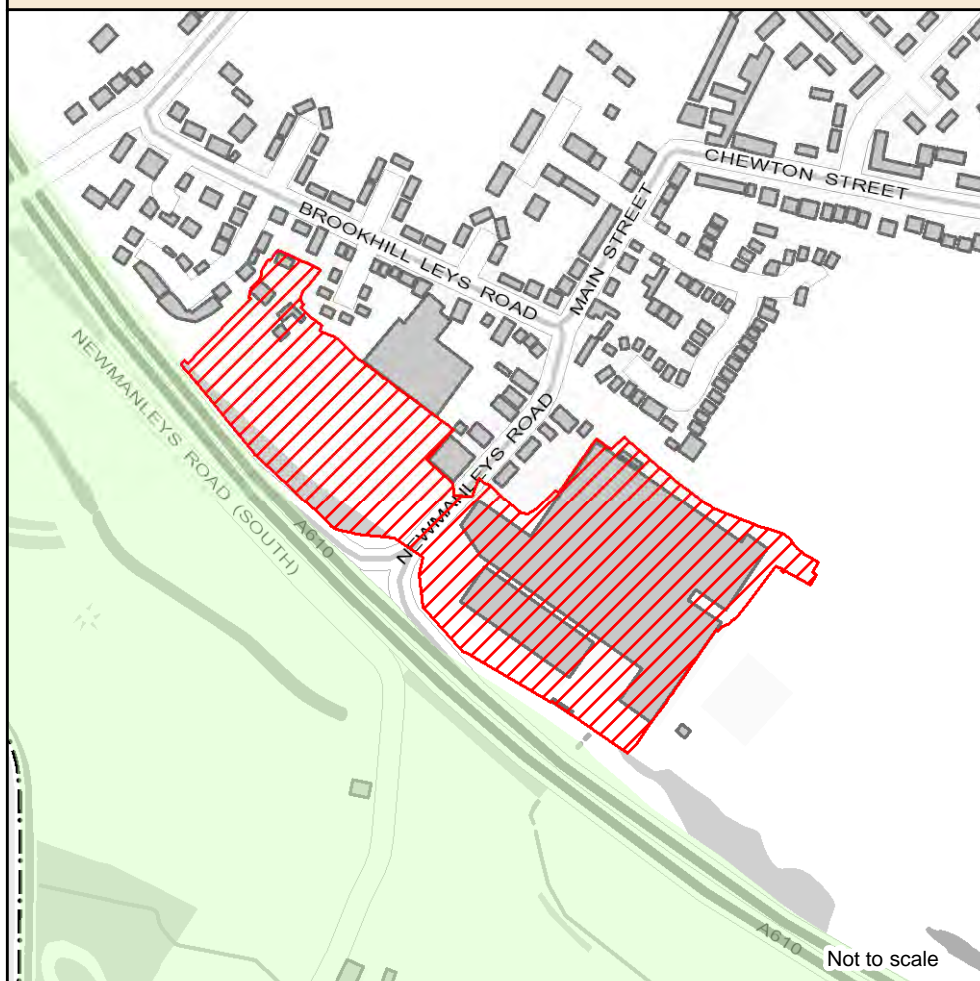 CHEWTON STREET
BROOKHILL LEYS ROAD
MAIN STREET
NEWMANLEYS ROAD
NEWMANLEYS ROAD (SOUTH)
A610
A610
Not to scale